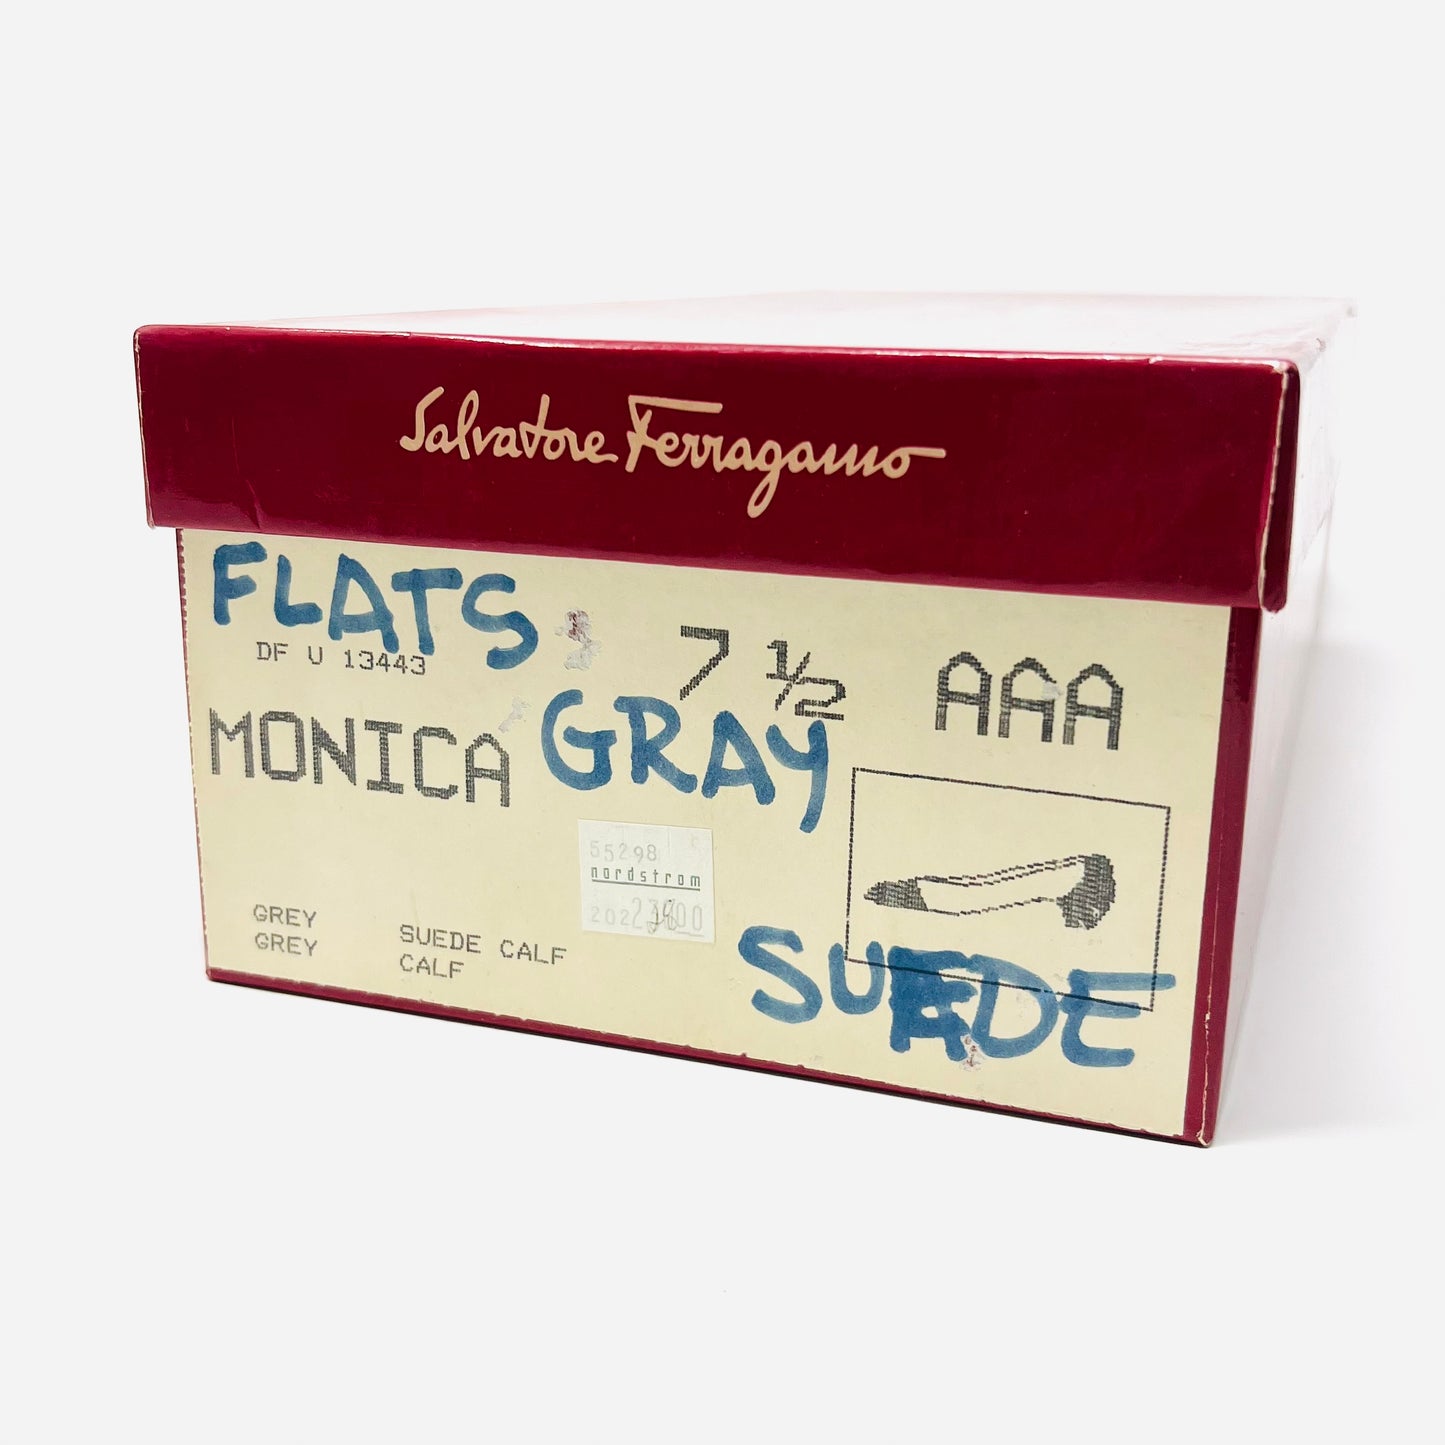 Salvatore Ferragamo
FLATS
DF U 13443
7 ½
AAA
MONICA
GRAY
55298
nordstrom
202
GREY
GREY
SUEDE CALF
CALF
SUEDE